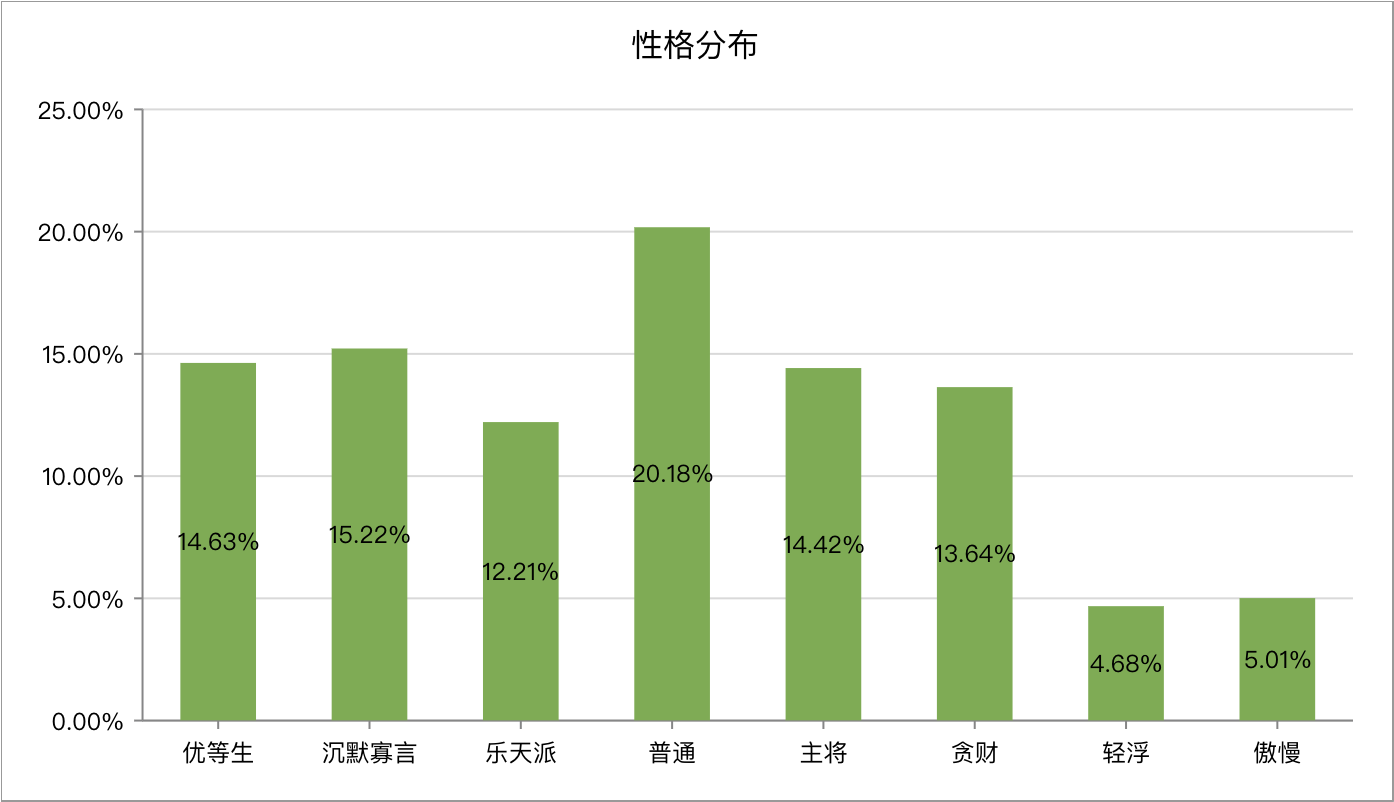 性格分布
25.00%
20.00%
15.00%
10.00%
5.00%
0.00%
14.63%
15.22%
12.21%
20.18%
14.42%
13.64%
4.68%
5.01%
优等生
沉默寡言
乐天派
普通
主将
贪财
轻浮
傲慢